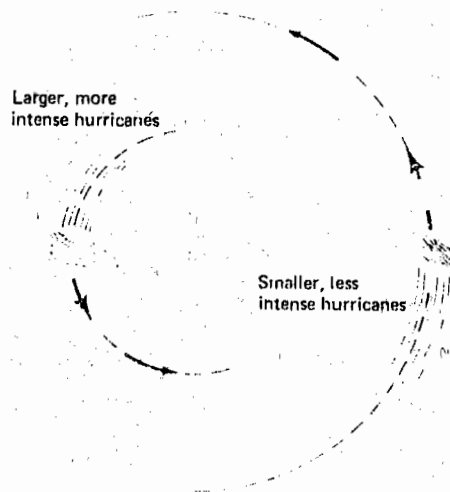 Larger, more
intense hurricanes
Smaller, less
intense hurricanes